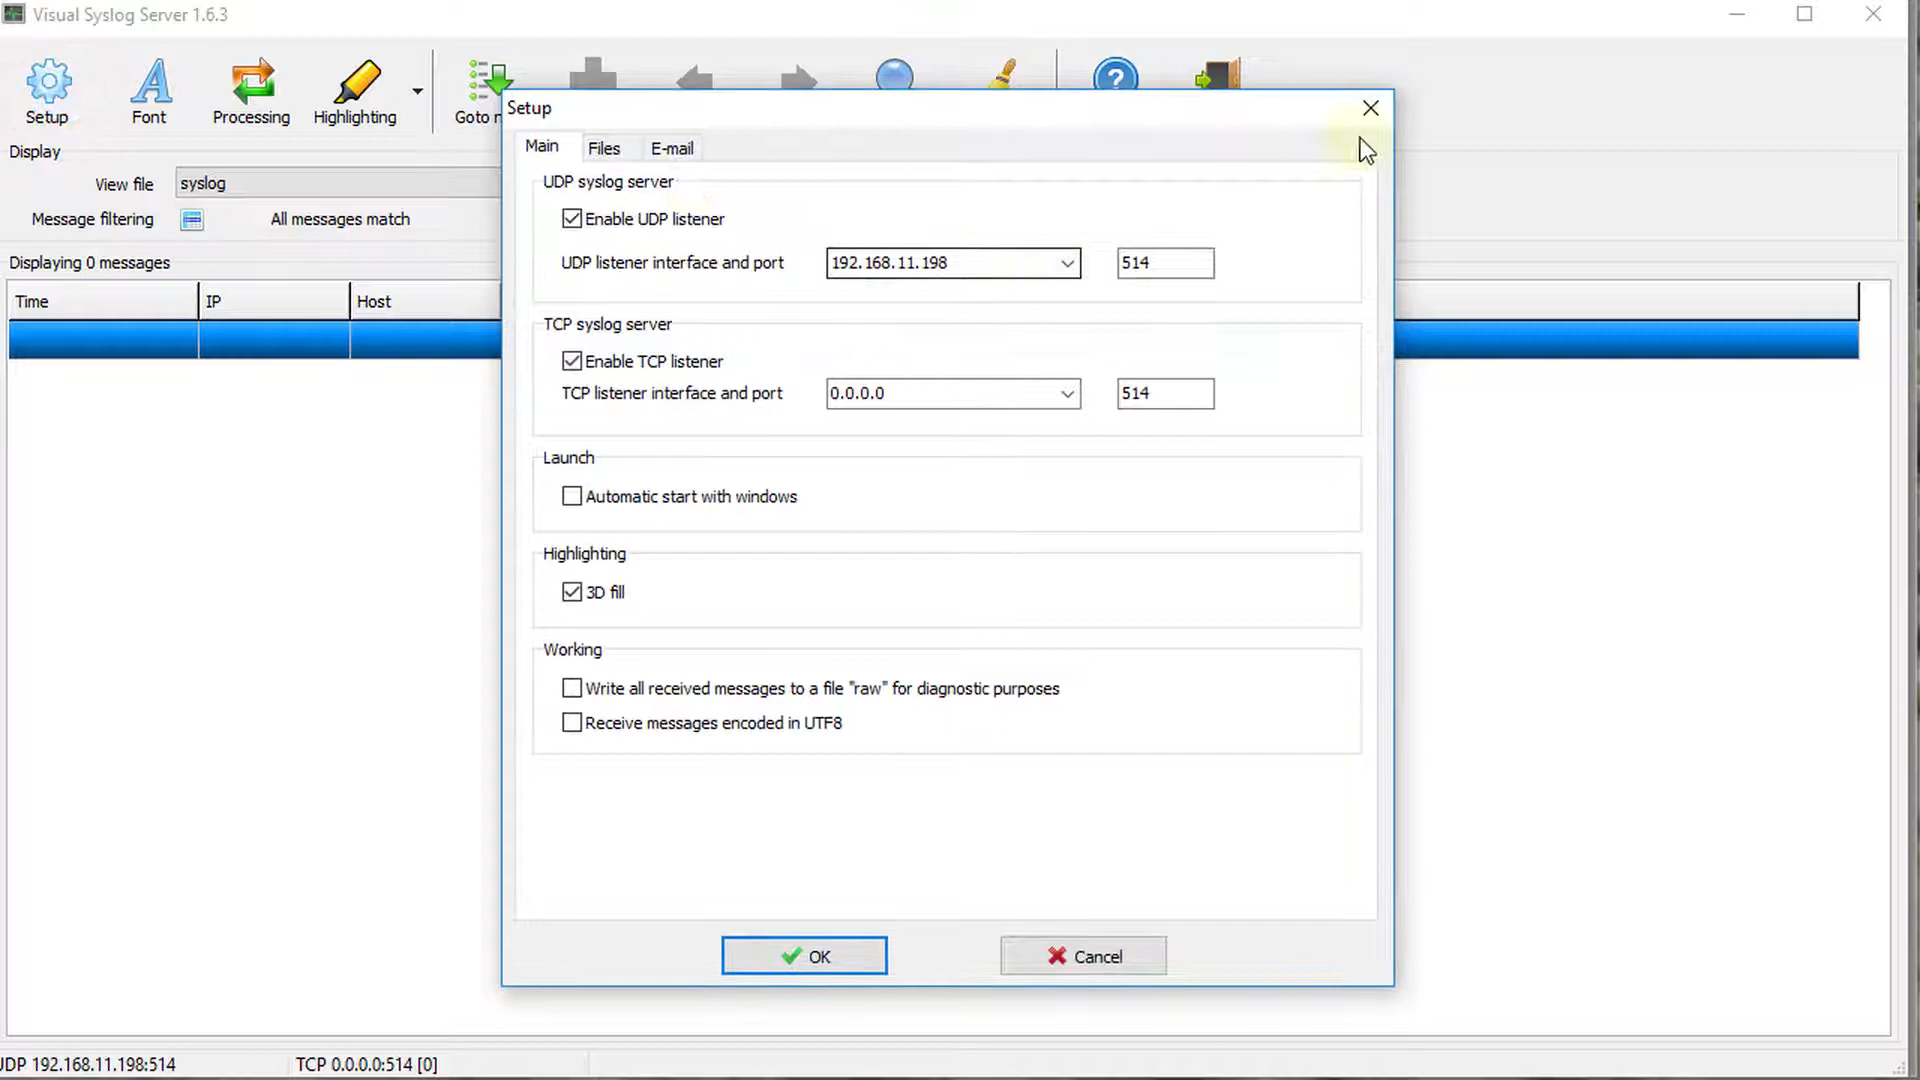 Visual Syslog Server 1.6.3
Setup
Font
Processing
Highlighting
Goto n
Display
View file
syslog
Message filtering
All messages match
Displaying 0 messages
Time
IP
Host
Setup
Main
Files
E-mail
UDP syslog server
Enable UDP listener
UDP listener interface and port
192.168.11.198
514
TCP syslog server
Enable TCP listener
TCP listener interface and port
0.0.0.0
514
Launch
Automatic start with windows
Highlighting
3D fill
Working
Write all received messages to a file "raw" for diagnostic purposes
Receive messages encoded in UTF8
OK
Cancel
UDP 192.168.11.198:514
TCP 0.0.0.0:514 [0]